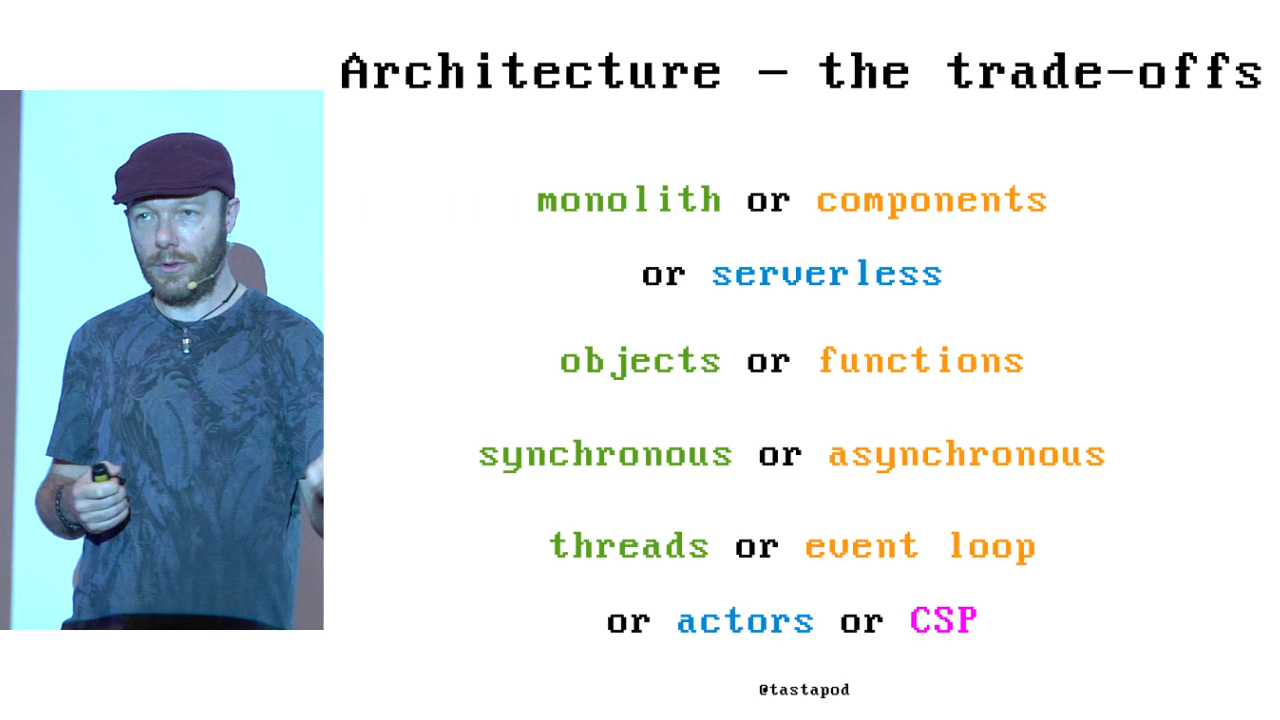 Architecture – the trade-offs
monolith or components
or serverless
objects or functions
synchronous or asynchronous
threads or event loop
or actors or CSP
@tastapod